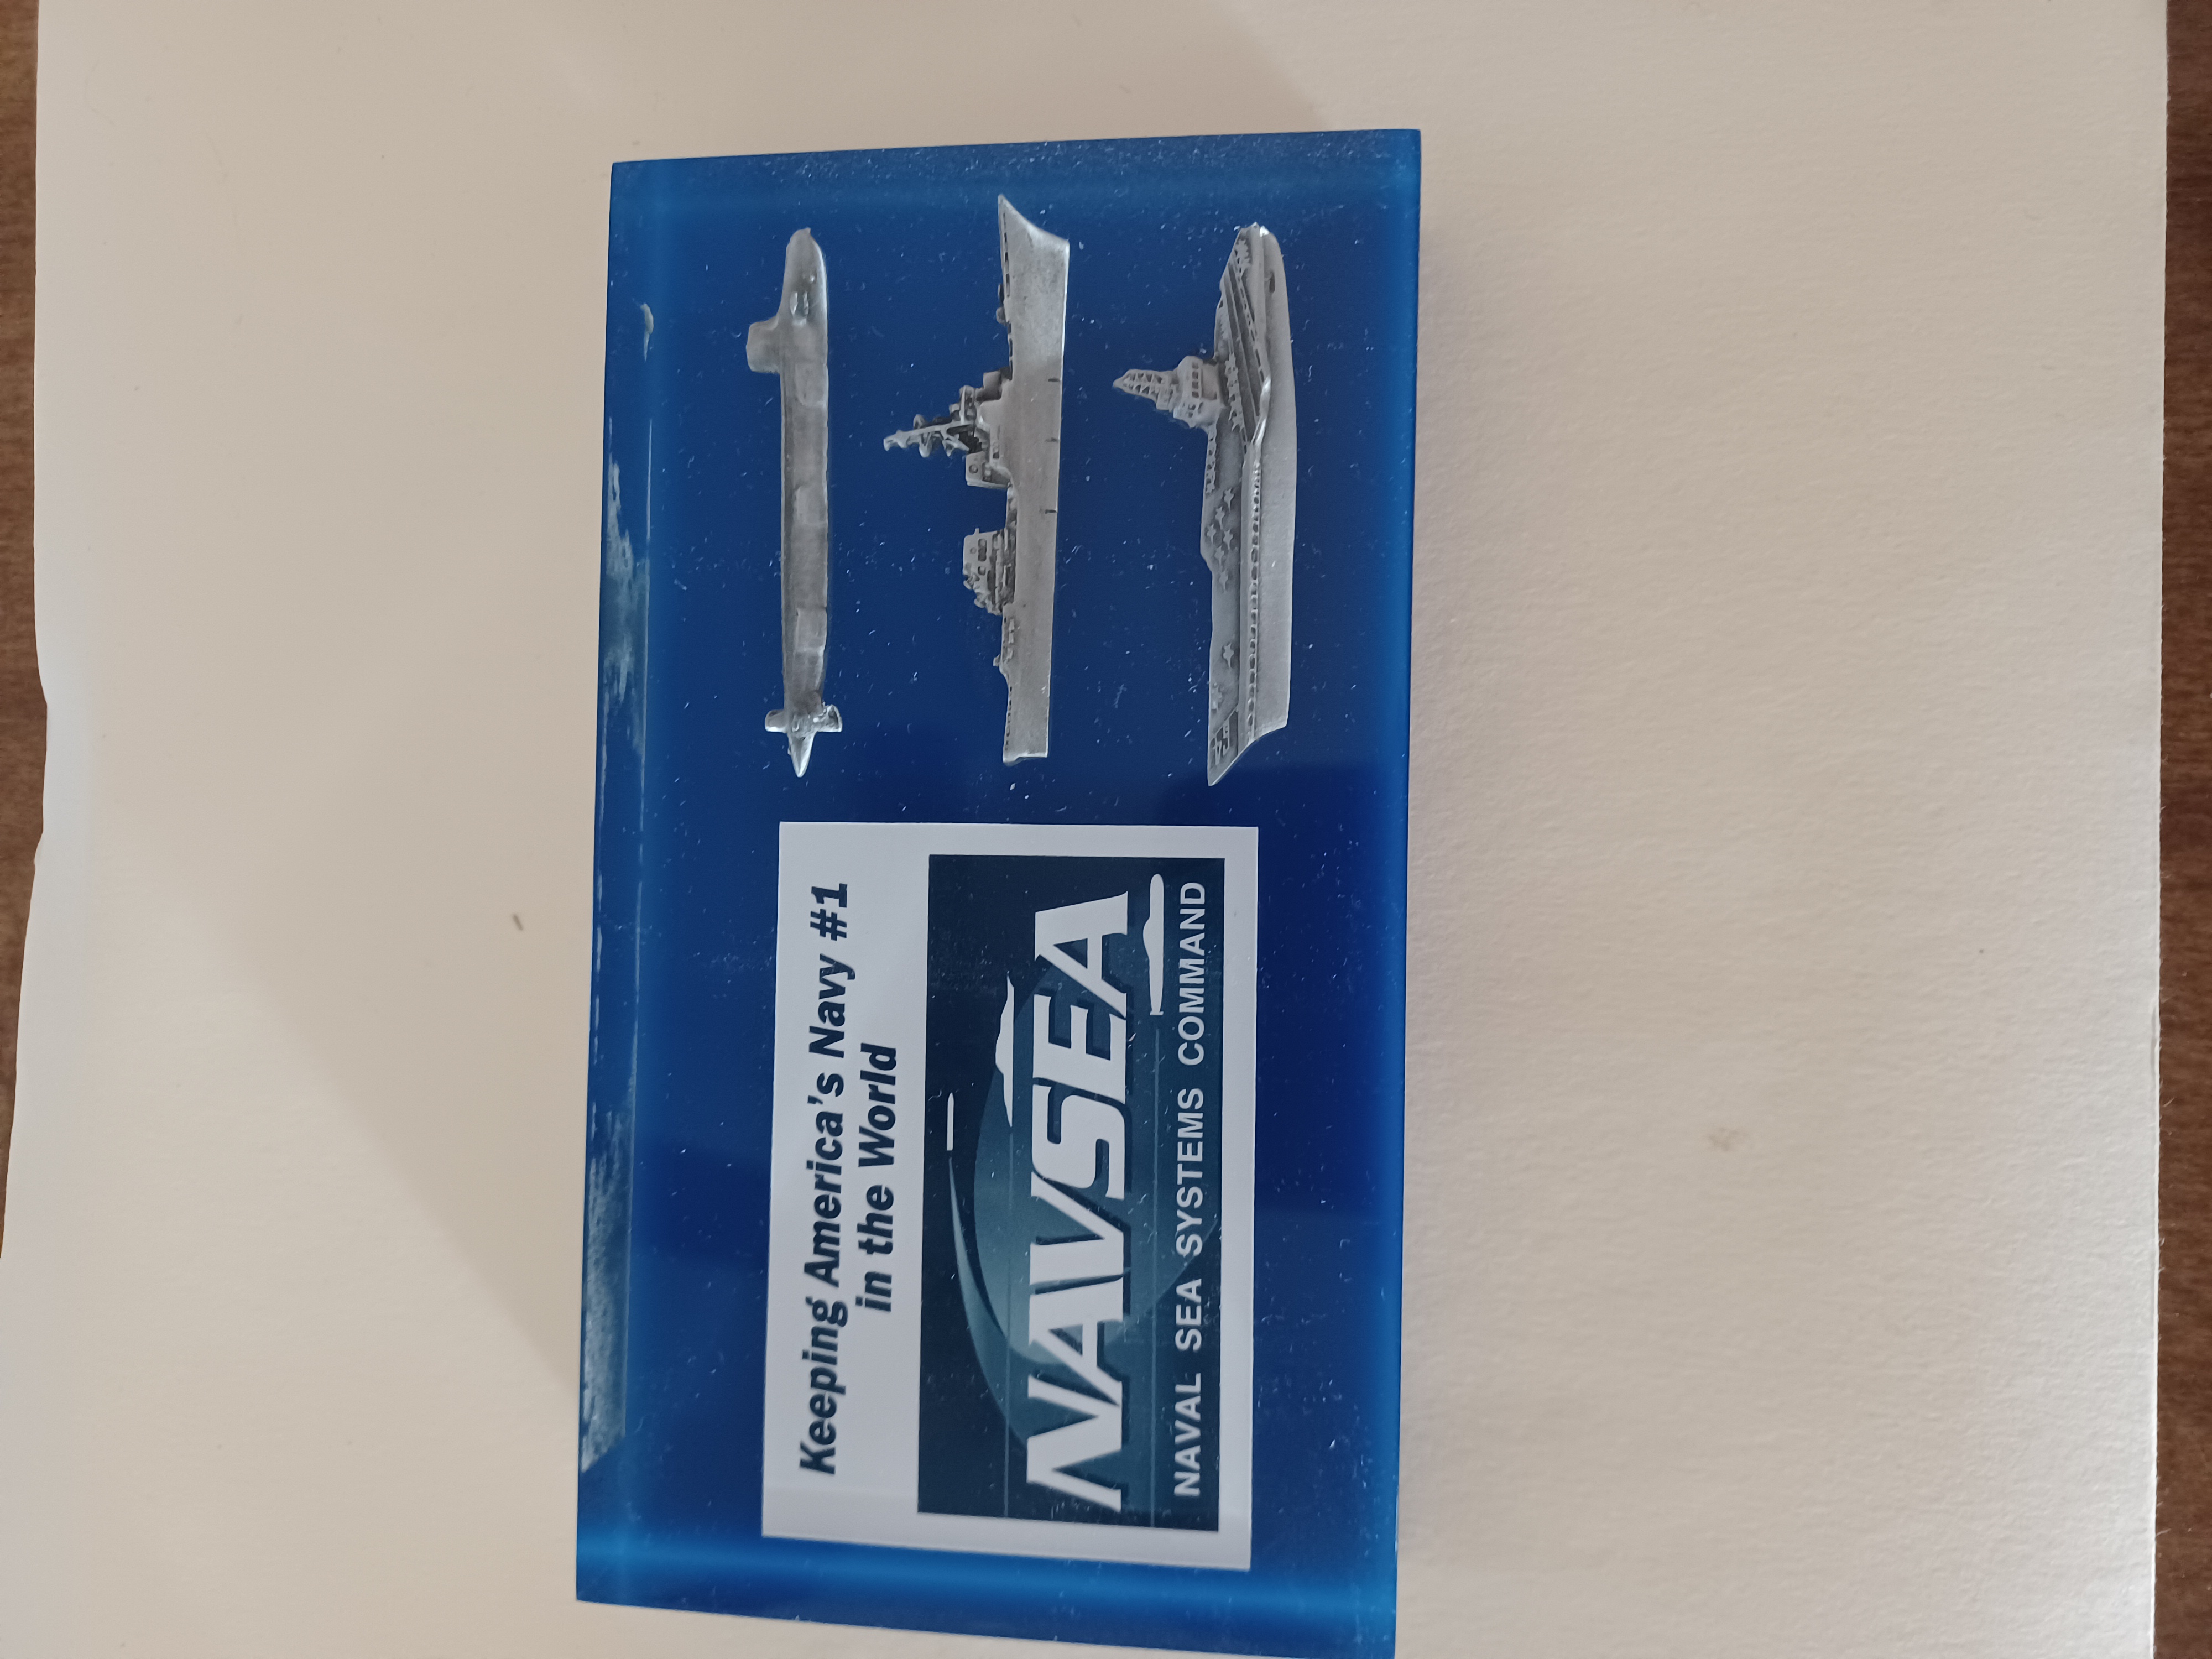 Keeping America's Navy #1
in the World
NAVSEA
NAVAL SEA SYSTEMS COMMAND